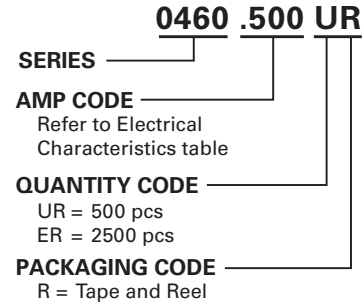 0460 .500 UR
SERIES
AMP CODE
Refer to Electrical
Characteristics table
QUANTITY CODE
UR = 500 pcs
ER = 2500 pcs
PACKAGING CODE
R = Tape and Reel